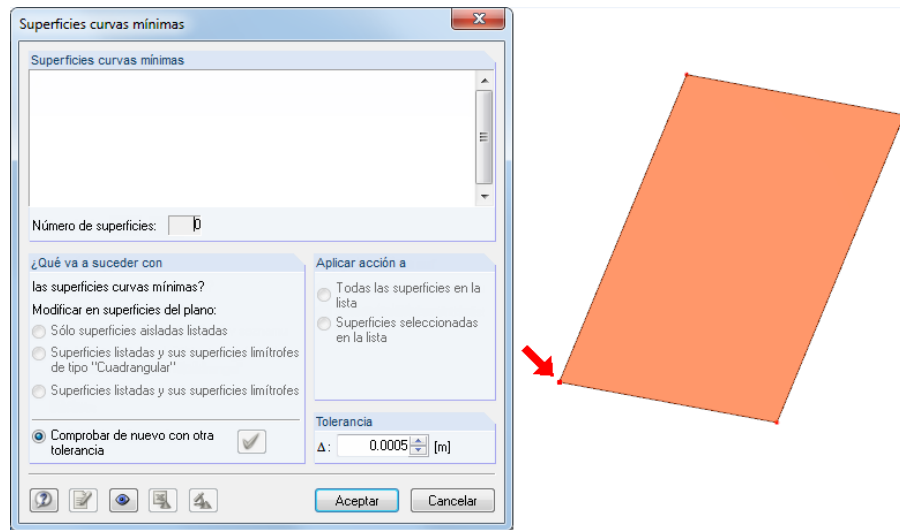 Superficies curvas mínimas
Superficies curvas mínimas
Número de superficies: 0
¿Qué va a suceder con
las superficies curvas mínimas?
Modificar en superficies del plano:
Sólo superficies aisladas listadas
Superficies listadas y sus superficies limítrofes
de tipo "Cuadrangular"
Superficies listadas y sus superficies limítrofes
Comprobar de nuevo con otra
tolerancia
Aplicar acción a
Todas las superficies en la
lista
Superficies seleccionadas
en la lista
Tolerancia
Δ: 0.0005 [m]
Aceptar
Cancelar